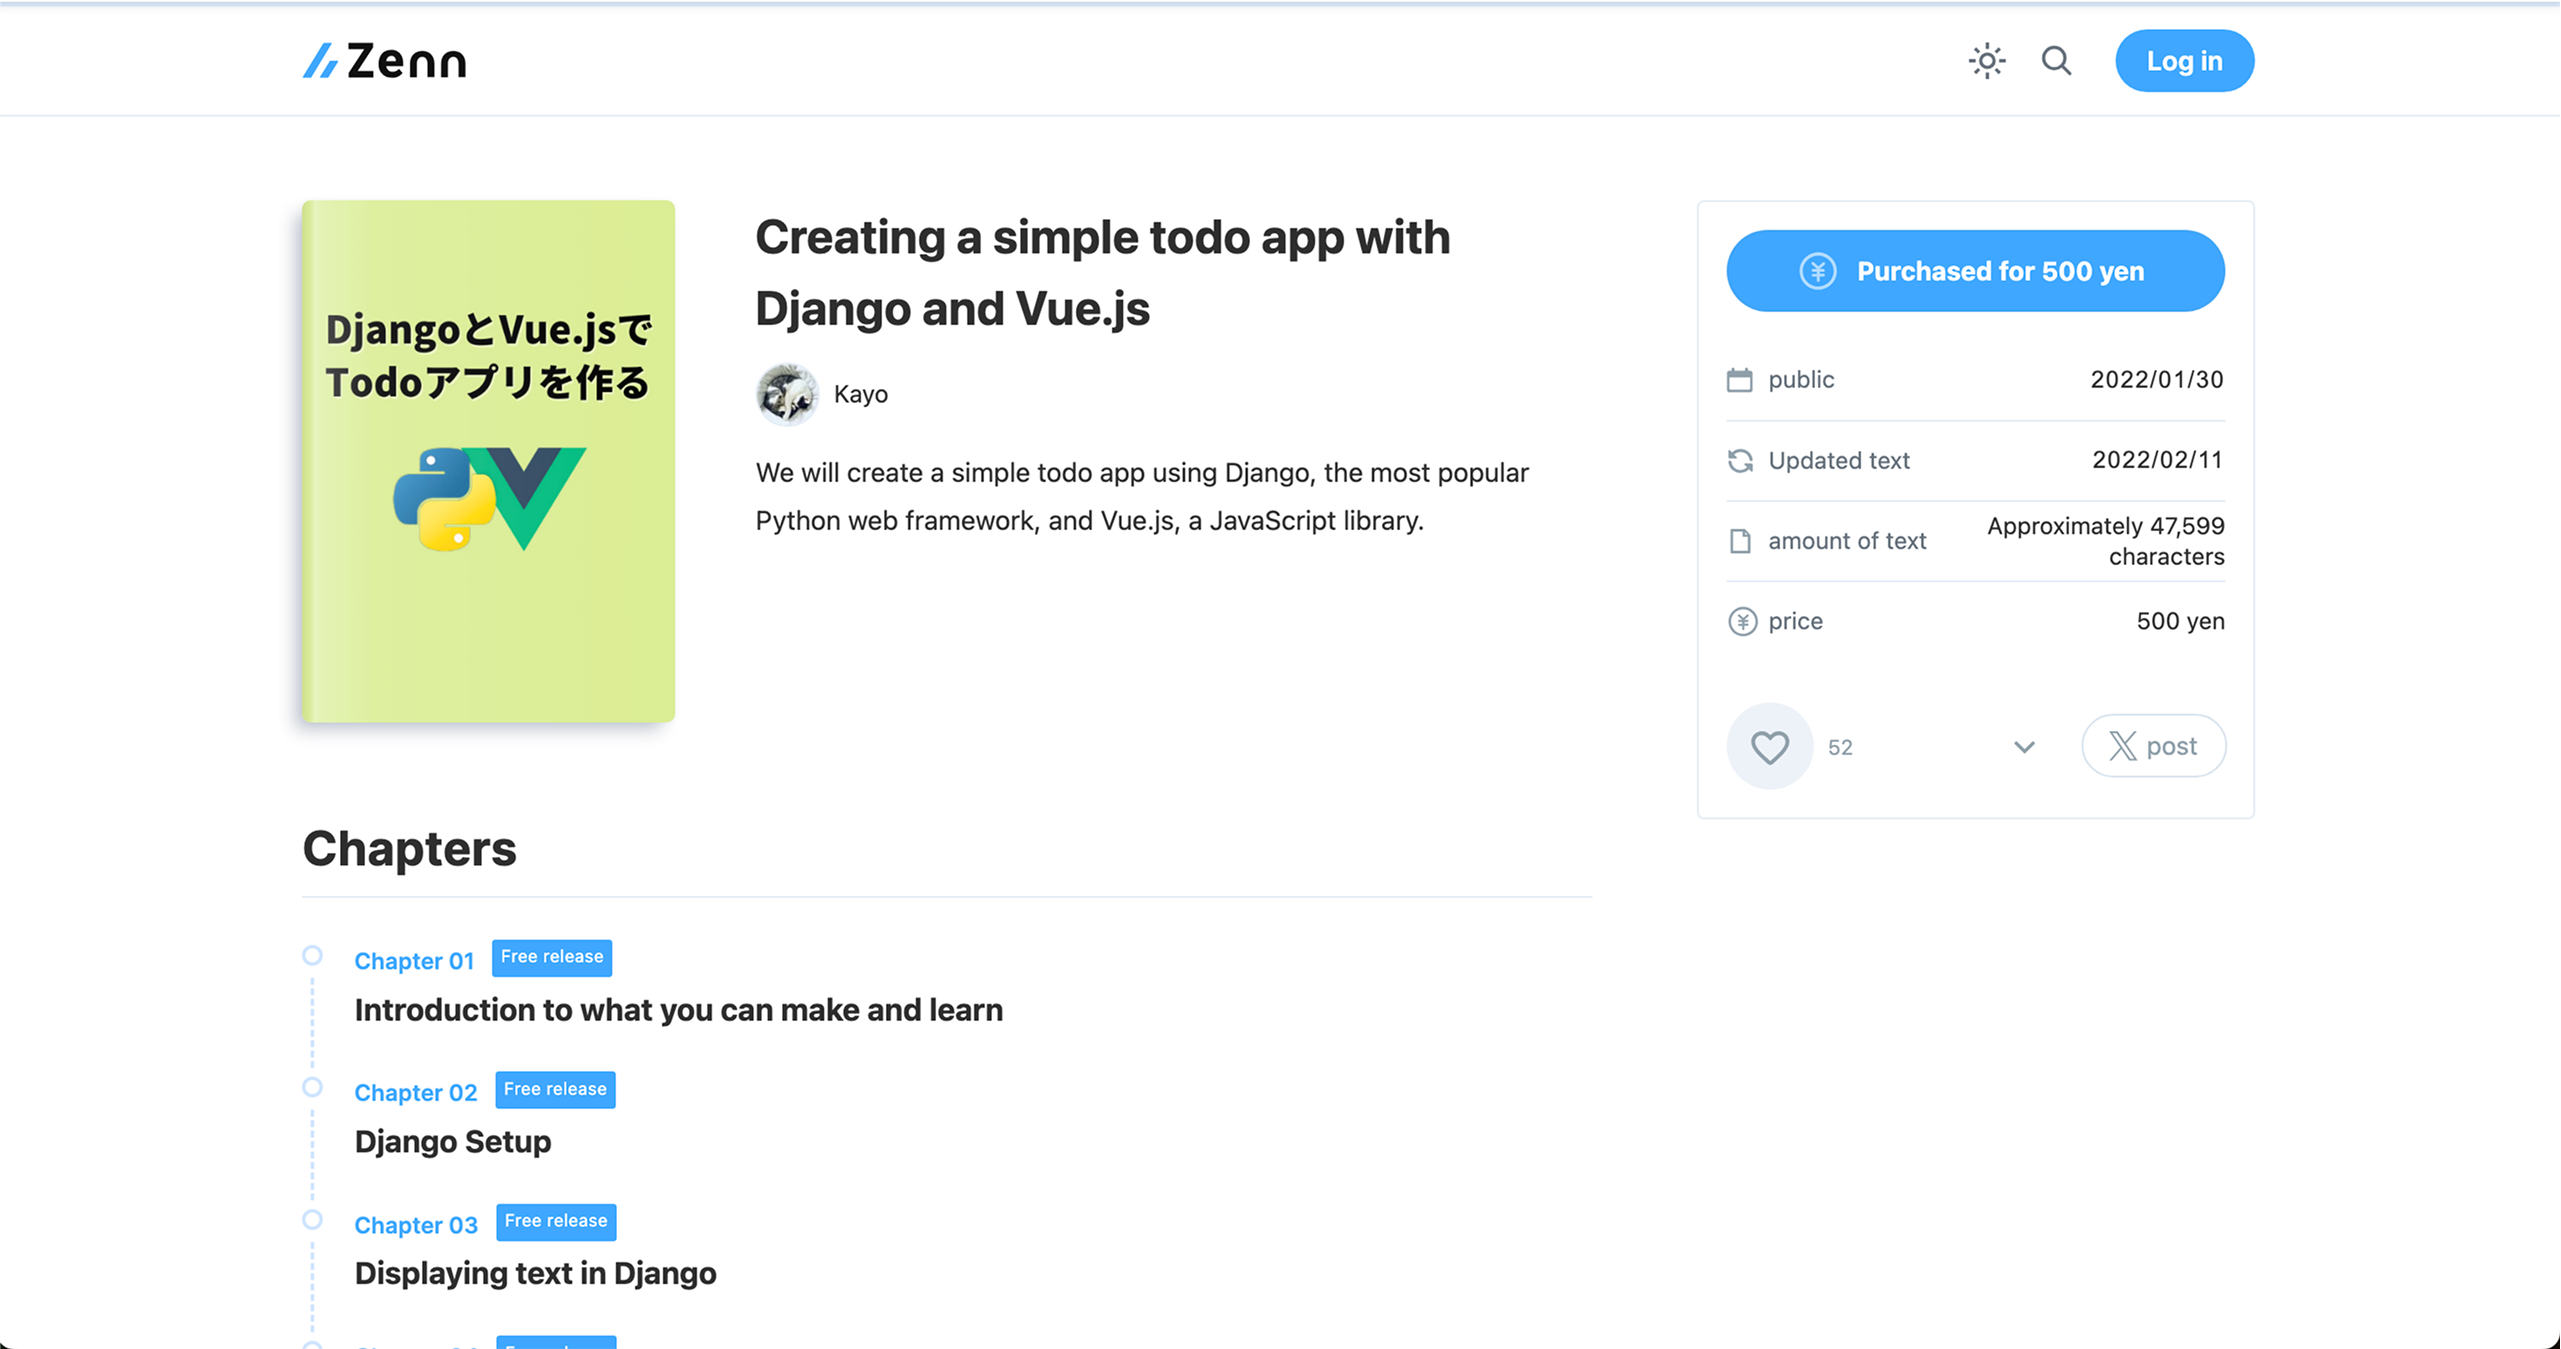 Zenn
Log in
DjangoとVue.jsで
Todoアプリを作る
Creating a simple todo app with
Django and Vue.js
Kayo
We will create a simple todo app using Django, the most popular
Python web framework, and Vue.js, a JavaScript library.
Purchased for 500 yen
public 2022/01/30
Updated text 2022/02/11
amount of text Approximately 47,599
characters
price 500 yen
52 post
Chapters
Chapter 01 Free release
Introduction to what you can make and learn
Chapter 02 Free release
Django Setup
Chapter 03 Free release
Displaying text in Django